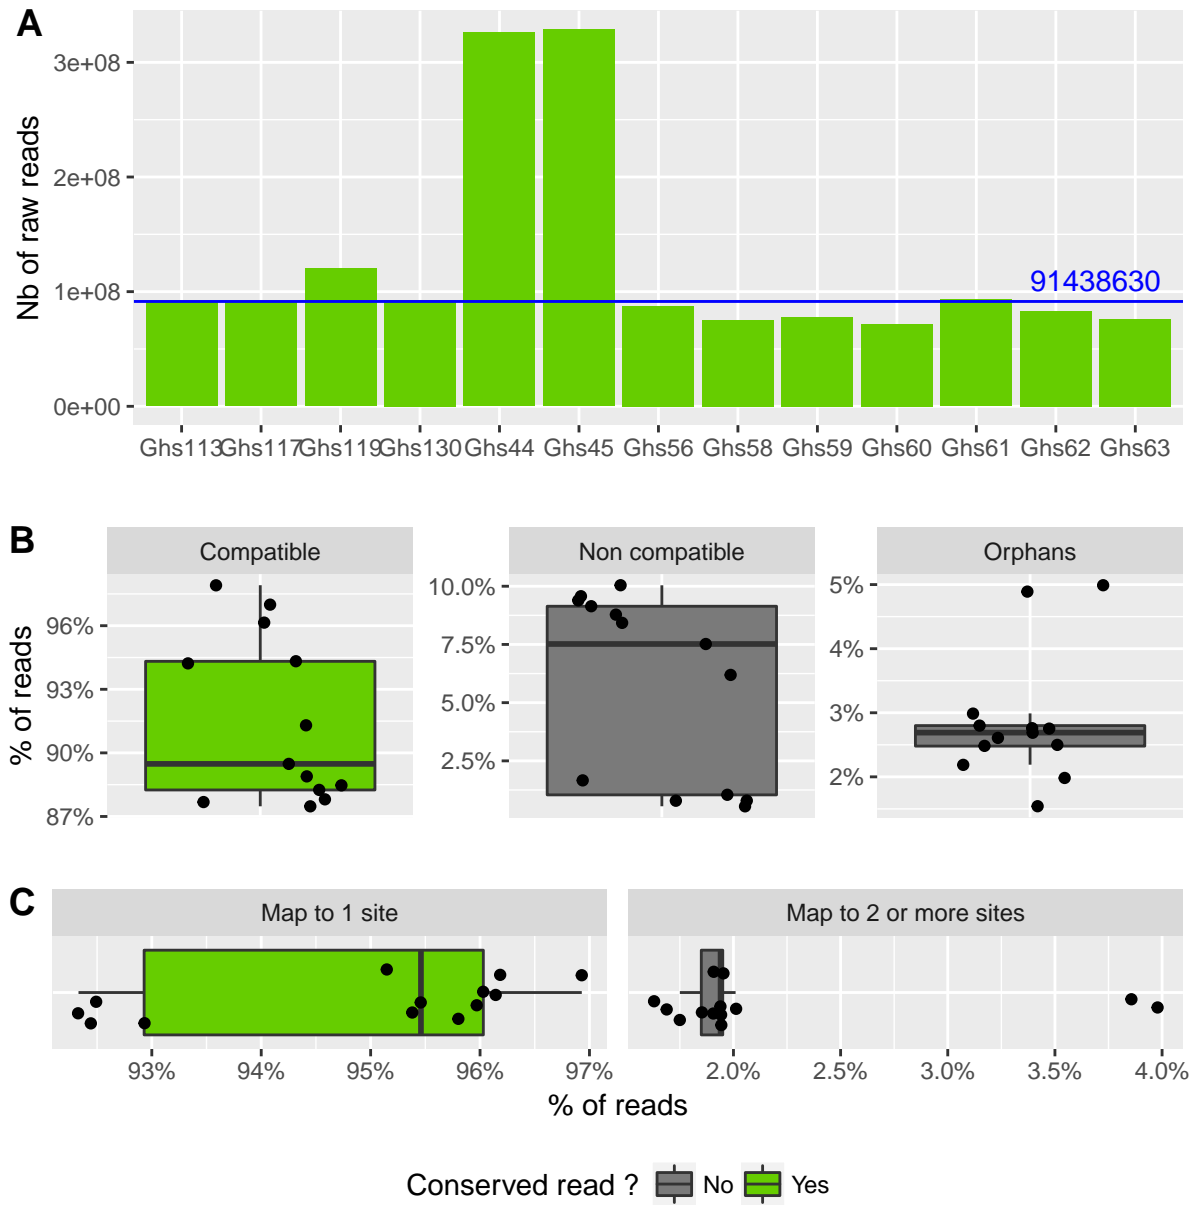 A
Nb of raw reads
3e+08
2e+08
1e+08
0e+00
91438630
Ghs113 Ghs117 Ghs119 Ghs130 Ghs44 Ghs45 Ghs56 Ghs58 Ghs59 Ghs60 Ghs61 Ghs62 Ghs63
B
% of reads
Compatible
96%
93%
90%
87%
Non compatible
10.0%
7.5%
5.0%
2.5%
Orphans
5%
4%
3%
2%
C
Map to 1 site
93% 94% 95% 96% 97%
Map to 2 or more sites
2.0% 2.5% 3.0% 3.5% 4.0%
% of reads
Conserved read ? No Yes